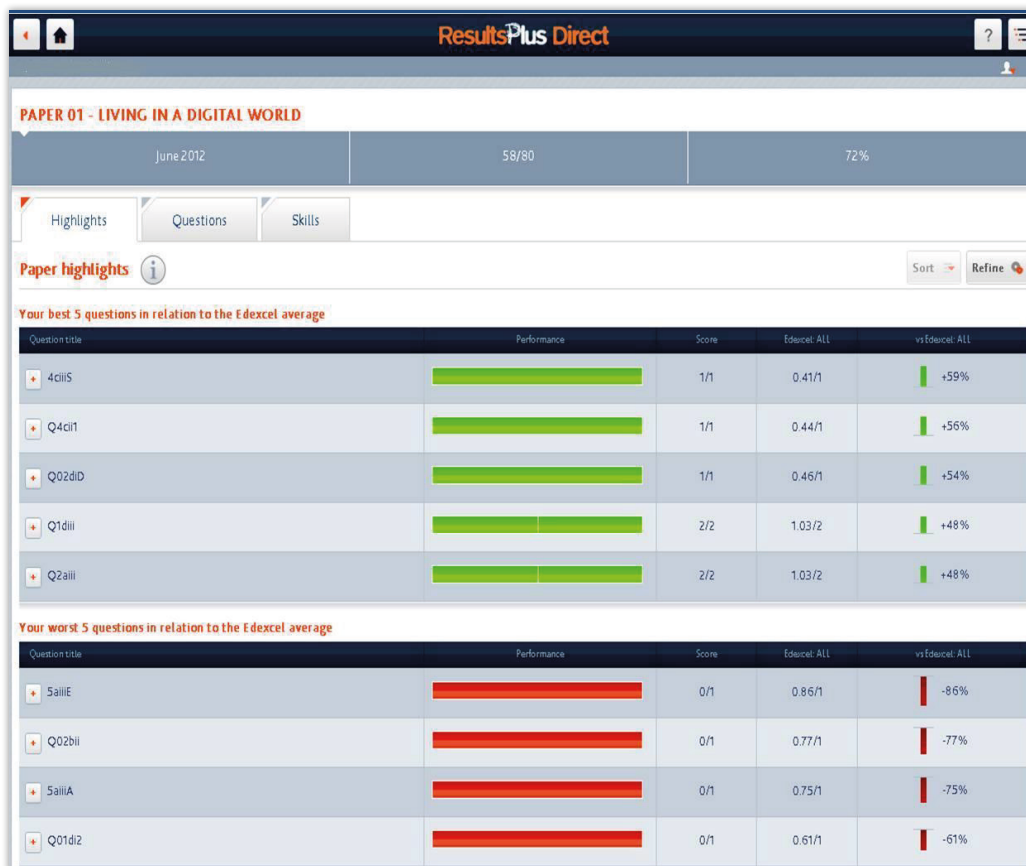 ResultsPlus Direct
?
PAPER 01 - LIVING IN A DIGITAL WORLD
June 2012 58/80 72%
Highlights Questions Skills
Paper highlights i Sort Refine
Your best 5 questions in relation to the Edexcel average
Question title Performance Score Edexcel: ALL vs Edexcel: ALL
+ 4ciii5 1/1 0.41/1 +59%
+ Q4cii1 1/1 0.44/1 +56%
+ Q02diD 1/1 0.46/1 +54%
+ Q1diii 2/2 1.03/2 +48%
+ Q2aiii 2/2 1.03/2 +48%
Your worst 5 questions in relation to the Edexcel average
Question title Performance Score Edexcel: ALL vs Edexcel: ALL
+ 5aiiiE 0/1 0.86/1 -86%
+ Q02bii 0/1 0.77/1 -77%
+ 5aiiiA 0/1 0.75/1 -75%
+ Q01di2 0/1 0.61/1 -61%